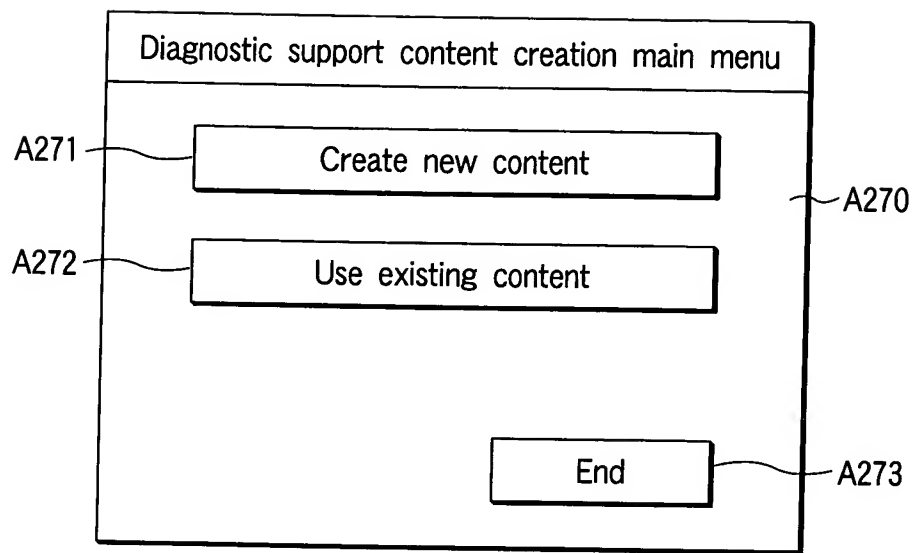 Diagnostic support content creation main menu
A271
Create new content
A270
A272
Use existing content
End
A273